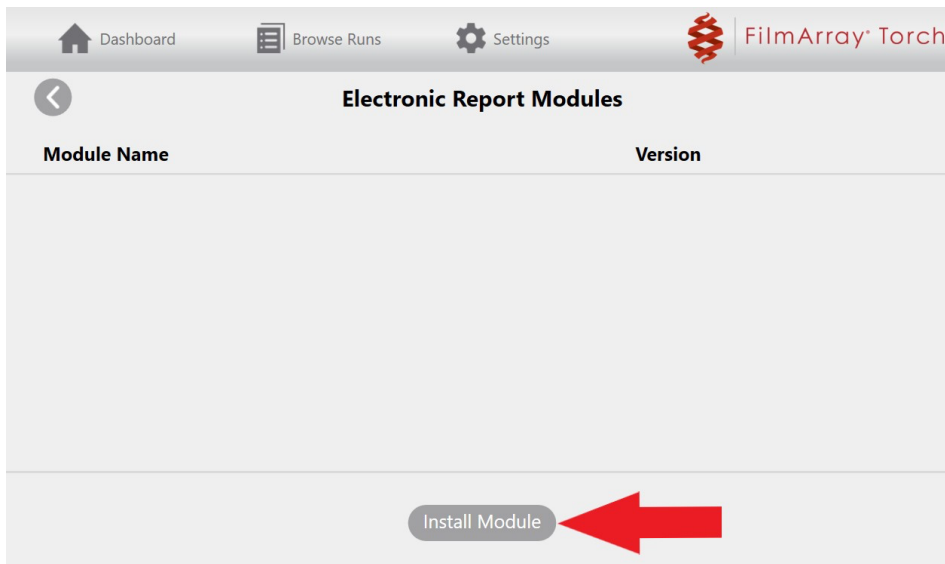 Dashboard Browse Runs Settings FilmArray® Torch
Electronic Report Modules
Module Name Version
Install Module